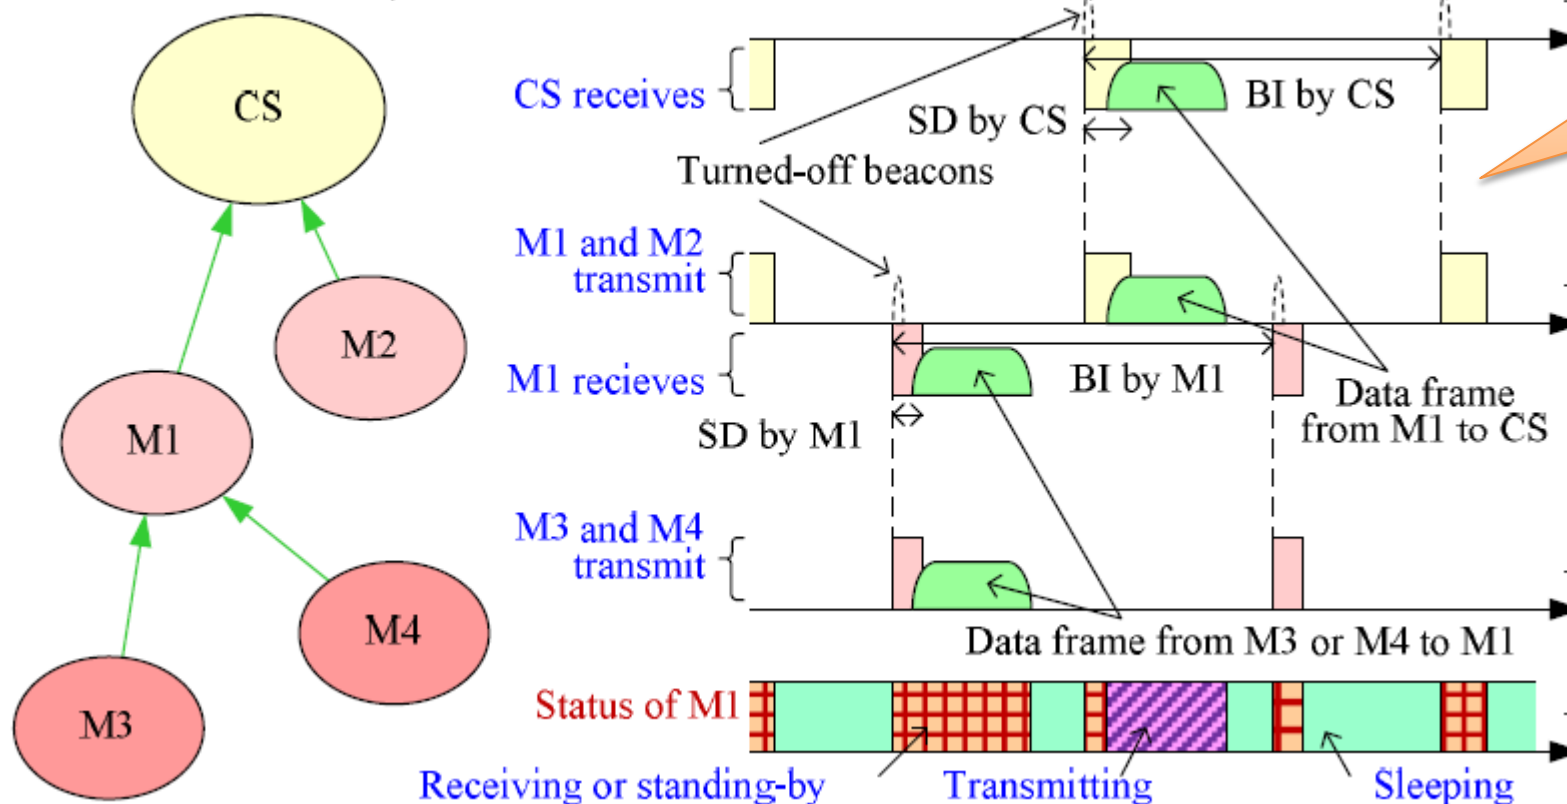 CS
M2
M1
M4
M3
CS receives
SD by CS
BI by CS
Turned-off beacons
M1 and M2
transmit
M1 recieves
BI by M1
SD by M1
Data frame
from M1 to CS
M3 and M4
transmit
Data frame from M3 or M4 to M1
Status of M1
Receiving or standing-by
Transmitting
Sleeping